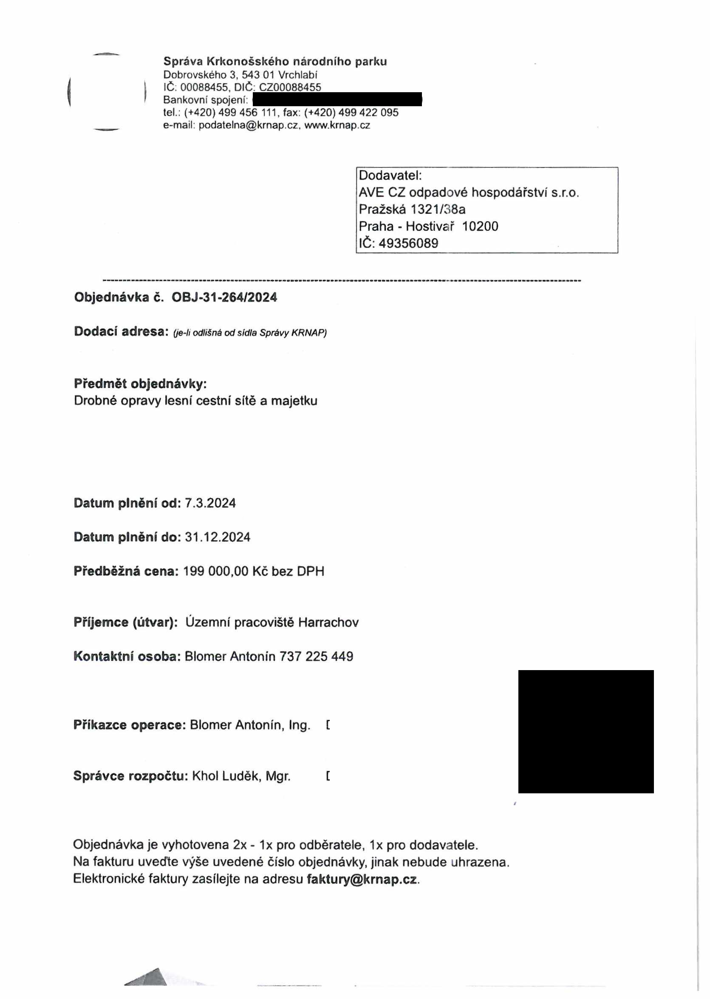 Správa Krkonošského národního parku
Dobrovského 3, 543 01 Vrchlabí
IČ: 00088455, DIČ: CZ00088455
Bankovní spojení:
tel.: (+420) 499 456 111, fax: (+420) 499 422 095
e-mail: podatelna@krnap.cz, www.krnap.cz
Dodavatel:
AVE CZ odpadové hospodářství s.r.o.
Pražská 1321/38a
Praha - Hostivař 10200
IČ: 49356089
Objednávka č. OBJ-31-264/2024
Dodací adresa: (je-li odlišná od sídla Správy KRNAP)
Předmět objednávky:
Drobné opravy lesní cestní sítě a majetku
Datum plnění od: 7.3.2024
Datum plnění do: 31.12.2024
Předběžná cena: 199 000,00 Kč bez DPH
Příjemce (útvar): Územní pracoviště Harrachov
Kontaktní osoba: Blomer Antonín 737 225 449
Příkazce operace: Blomer Antonín, Ing.
Správce rozpočtu: Khol Luděk, Mgr.
Objednávka je vyhotovena 2x - 1x pro odběratele, 1x pro dodavatele.
Na fakturu uveďte výše uvedené číslo objednávky, jinak nebude uhrazena.
Elektronické faktury zasílejte na adresu faktury@krnap.cz.